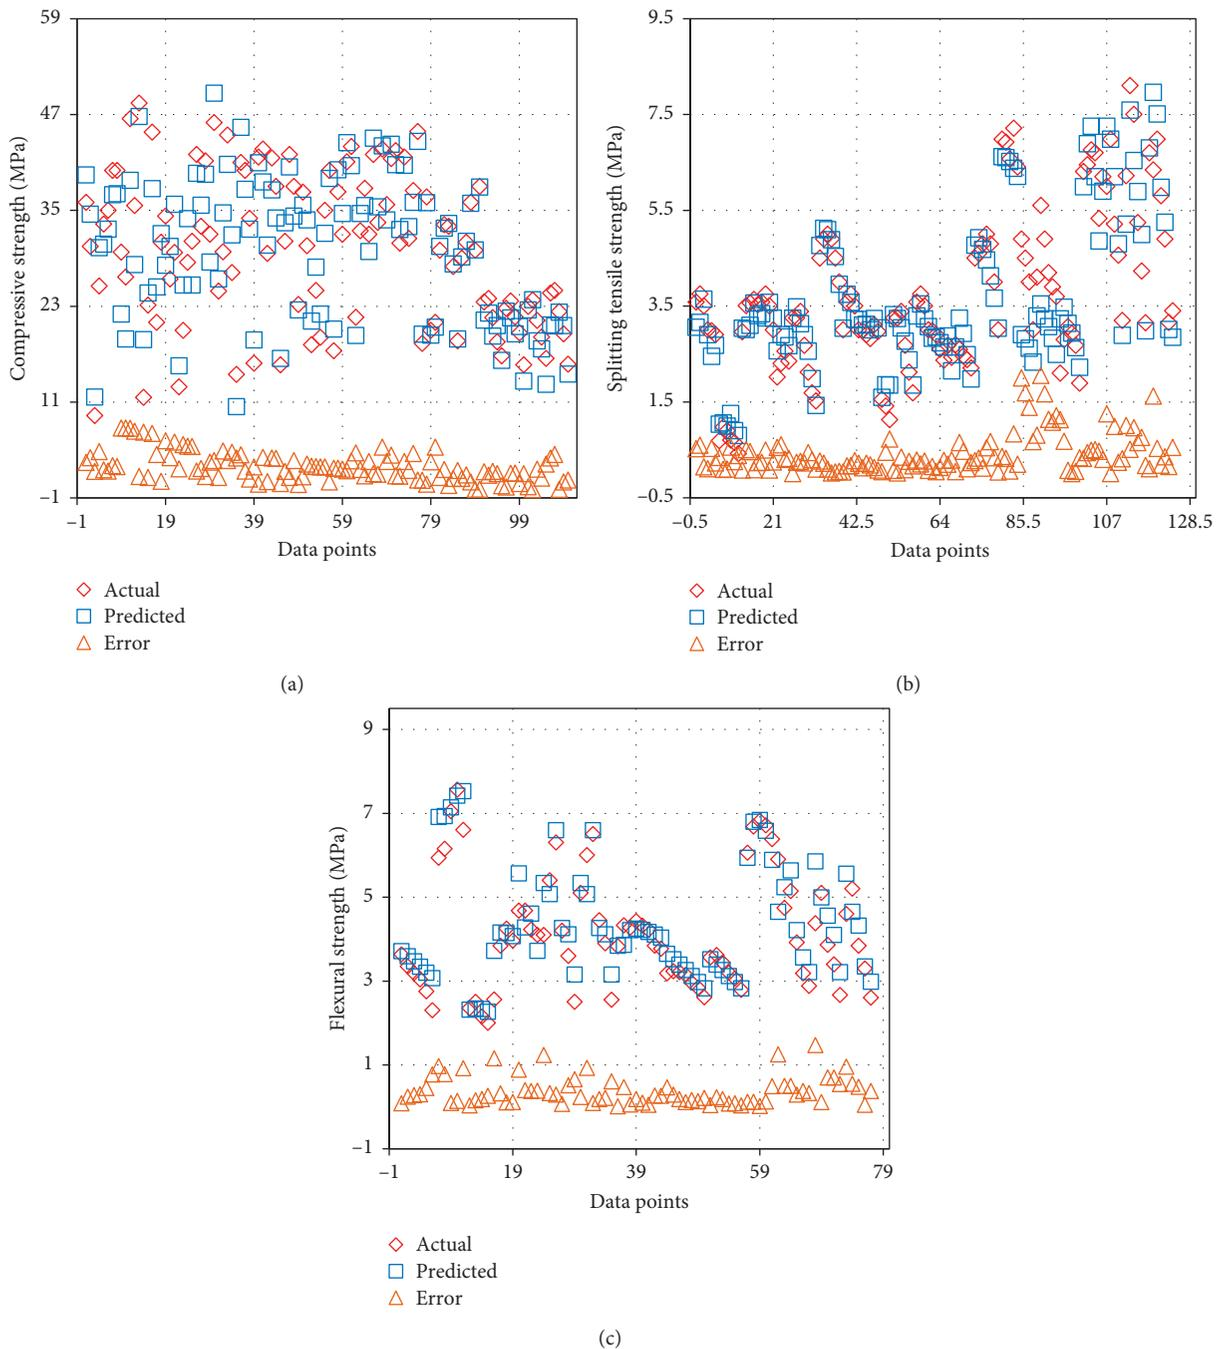 59
47
35
23
11
−1
Compressive strength (MPa)
−1 19 39 59 79 99
Data points
Actual
Predicted
Error
(a)
9.5
7.5
5.5
3.5
1.5
−0.5
Splitting tensile strength (MPa)
−0.5 21 42.5 64 85.5 107 128.5
Data points
Actual
Predicted
Error
(b)
9
7
5
3
1
−1
Flexural strength (MPa)
−1 19 39 59 79
Data points
Actual
Predicted
Error
(c)